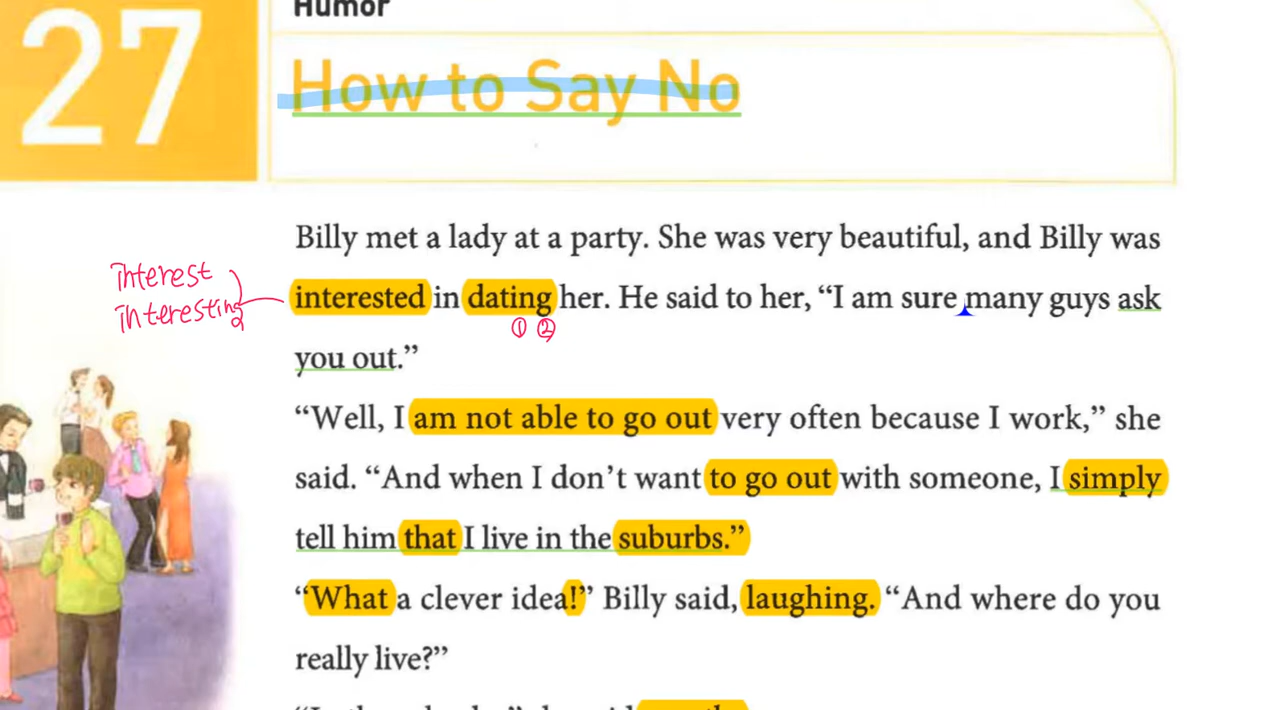 27
Humor
How to Say No
Billy met a lady at a party. She was very beautiful, and Billy was
interest
interesting
interested in dating her. He said to her, “I am sure many guys ask
① ②
you out.”
“Well, I am not able to go out very often because I work,” she
said. “And when I don’t want to go out with someone, I simply
tell him that I live in the suburbs.”
“What a clever idea!” Billy said, laughing. “And where do you
really live?”